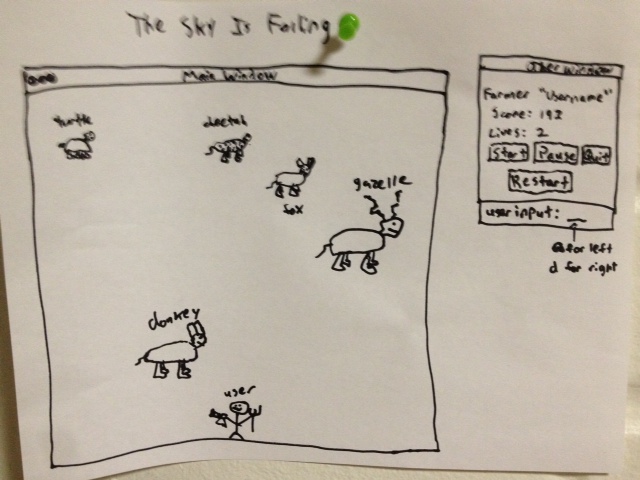 The Sky Is Falling
Main Window
turtle
cheetah
fox
gazelle
donkey
user
User Window
Farmer "Username"
Score: 192
Lives: 2
Start Pause Quit
Restart
user input: __
a for left
d for right